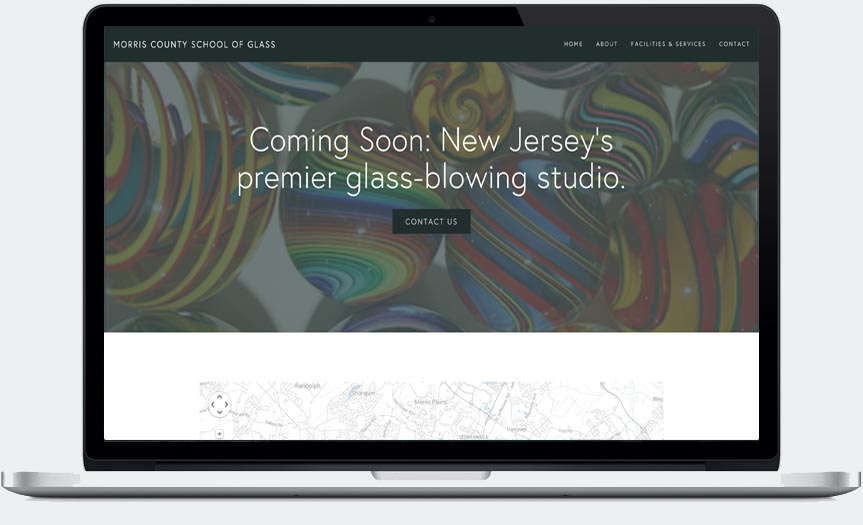 MORRIS COUNTY SCHOOL OF GLASS
HOME ABOUT FACILITIES & SERVICES CONTACT
Coming Soon: New Jersey's
premier glass-blowing studio.
CONTACT US
Randolph
Shongum
Morris Plains
Hanover